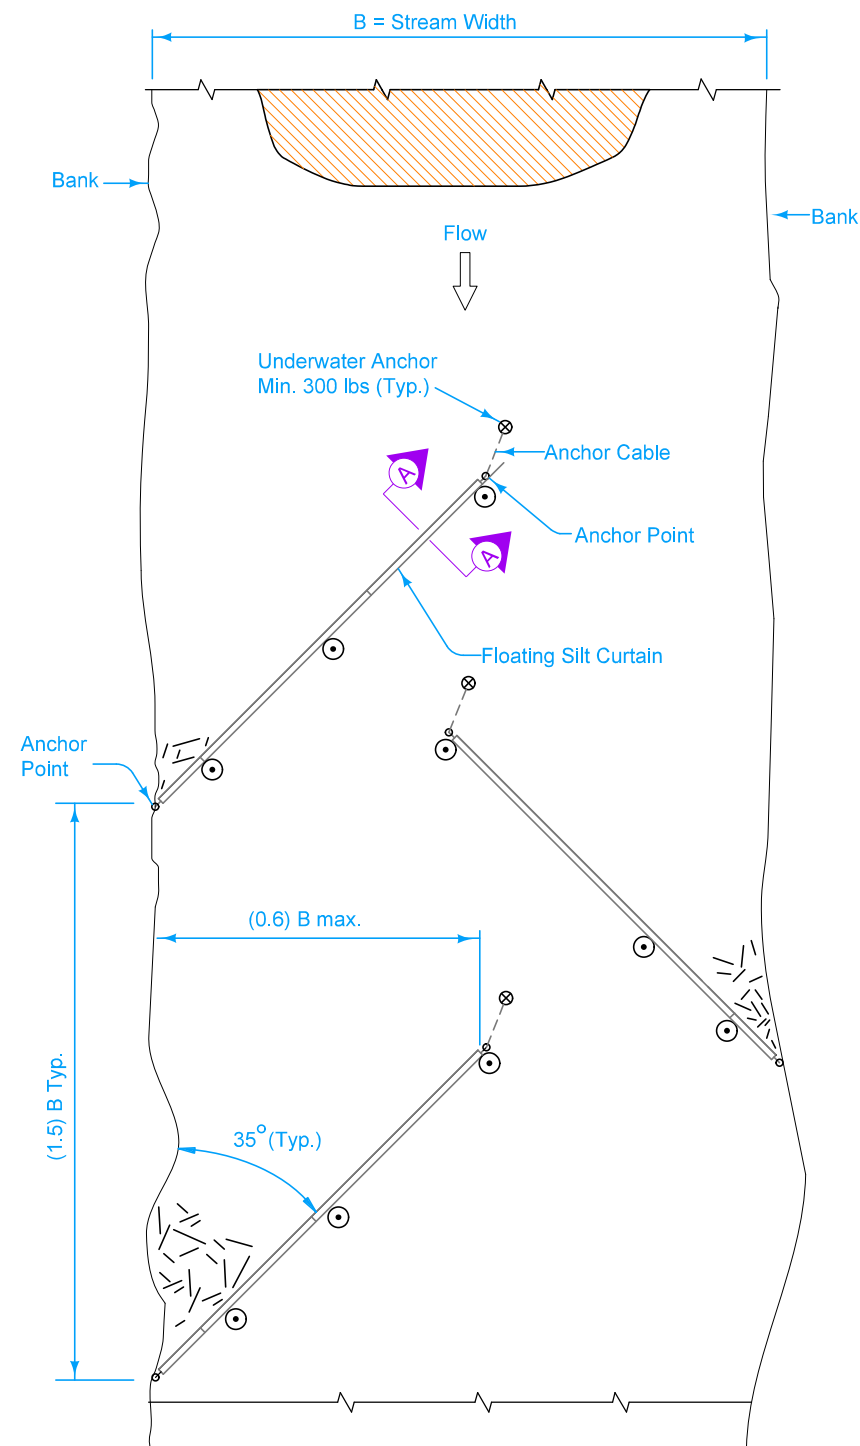 B = Stream Width
Bank
Bank
Flow
Underwater Anchor
Min. 300 lbs (Typ.)
Anchor Cable
A
Anchor Point
A
Floating Silt Curtain
Anchor
Point
(0.6) B max.
(1.5) B Typ.
35° (Typ.)